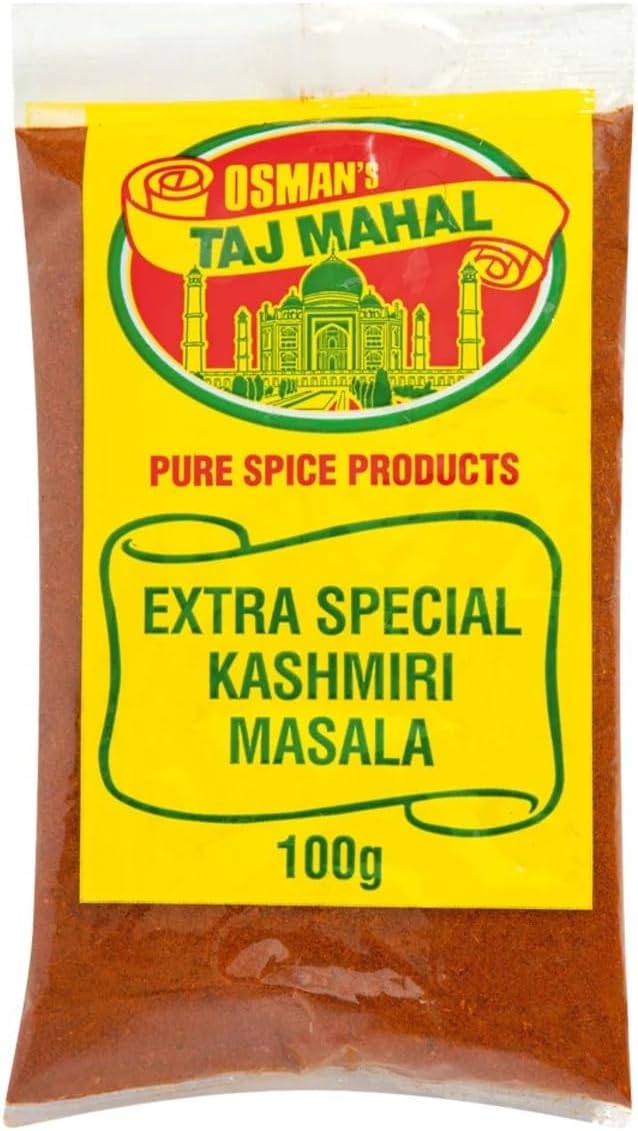 OSMAN'S
TAJ MAHAL
PURE SPICE PRODUCTS
EXTRA SPECIAL
KASHMIRI
MASALA
100g